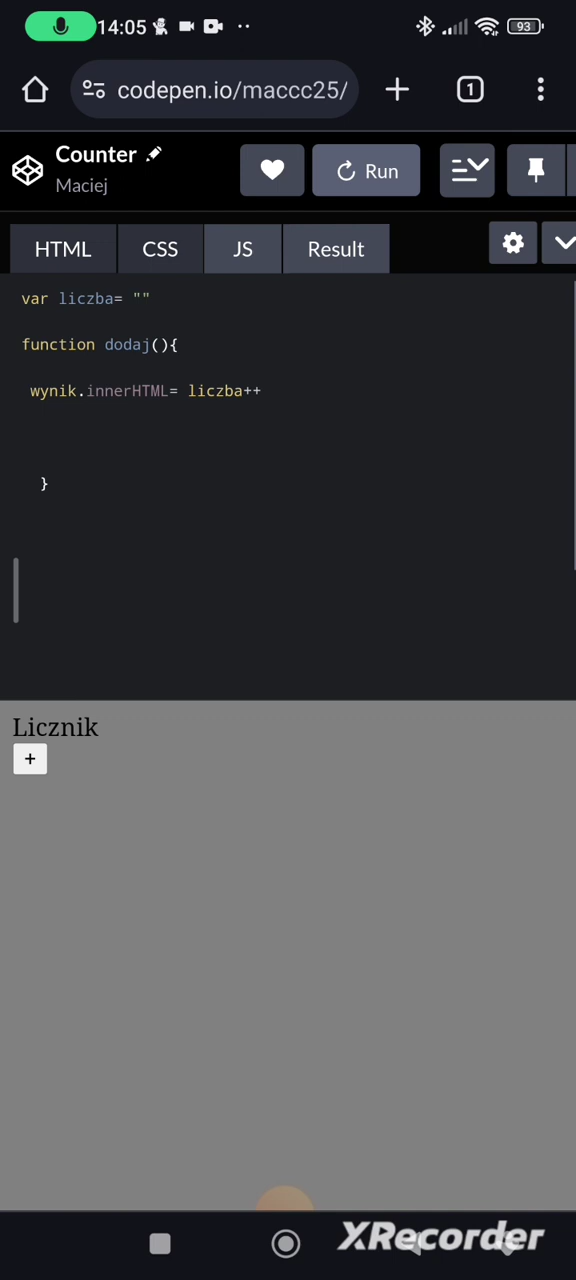 14:05
93
codepen.io/maccc25/
1
Counter
Maciej
Run
HTML CSS JS Result
var liczba= ""
function dodaj(){
wynik.innerHTML= liczba++
}
Licznik
+
XRecorder